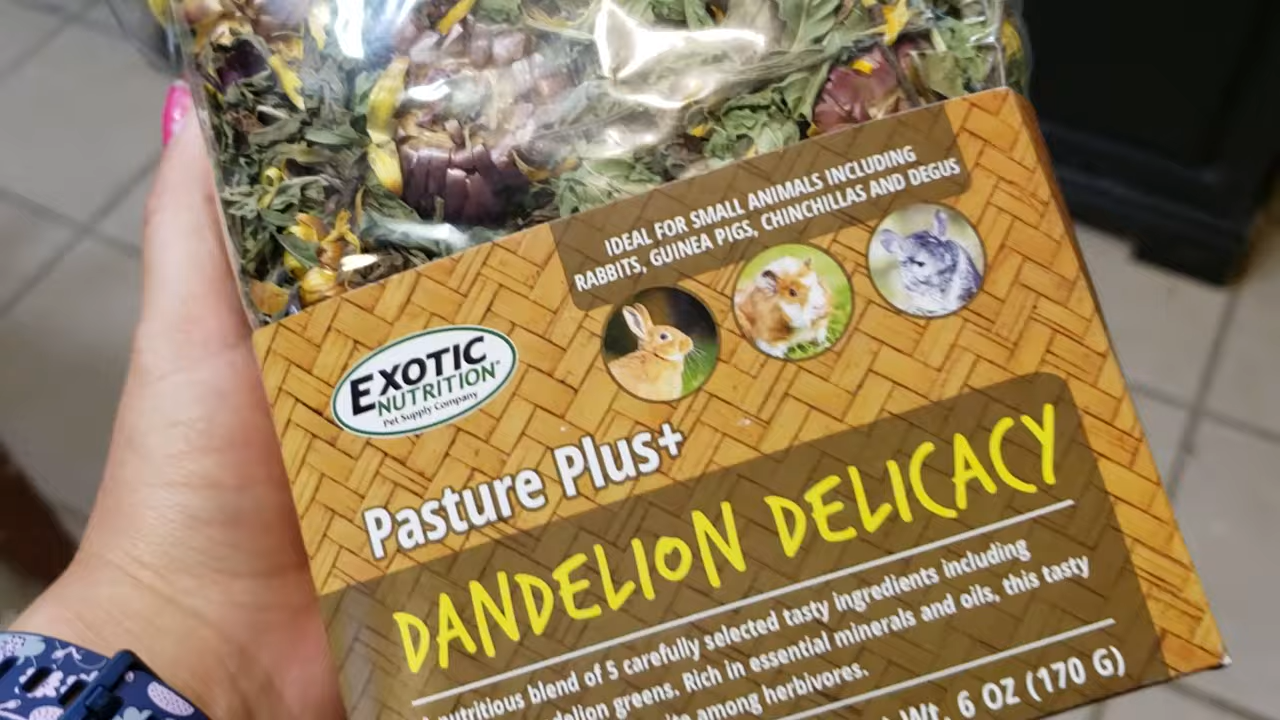 IDEAL FOR SMALL ANIMALS INCLUDING
RABBITS, GUINEA PIGS, CHINCHILLAS AND DEGUS
EXOTIC
NUTRITION™
Pet Supply Company
Pasture Plus+
DANDELION DELICACY
nutritious blend of 5 carefully selected tasty ingredients including
greens. Rich in essential minerals and oils, this tasty
among herbivores.
Wt. 6 OZ (170 G)